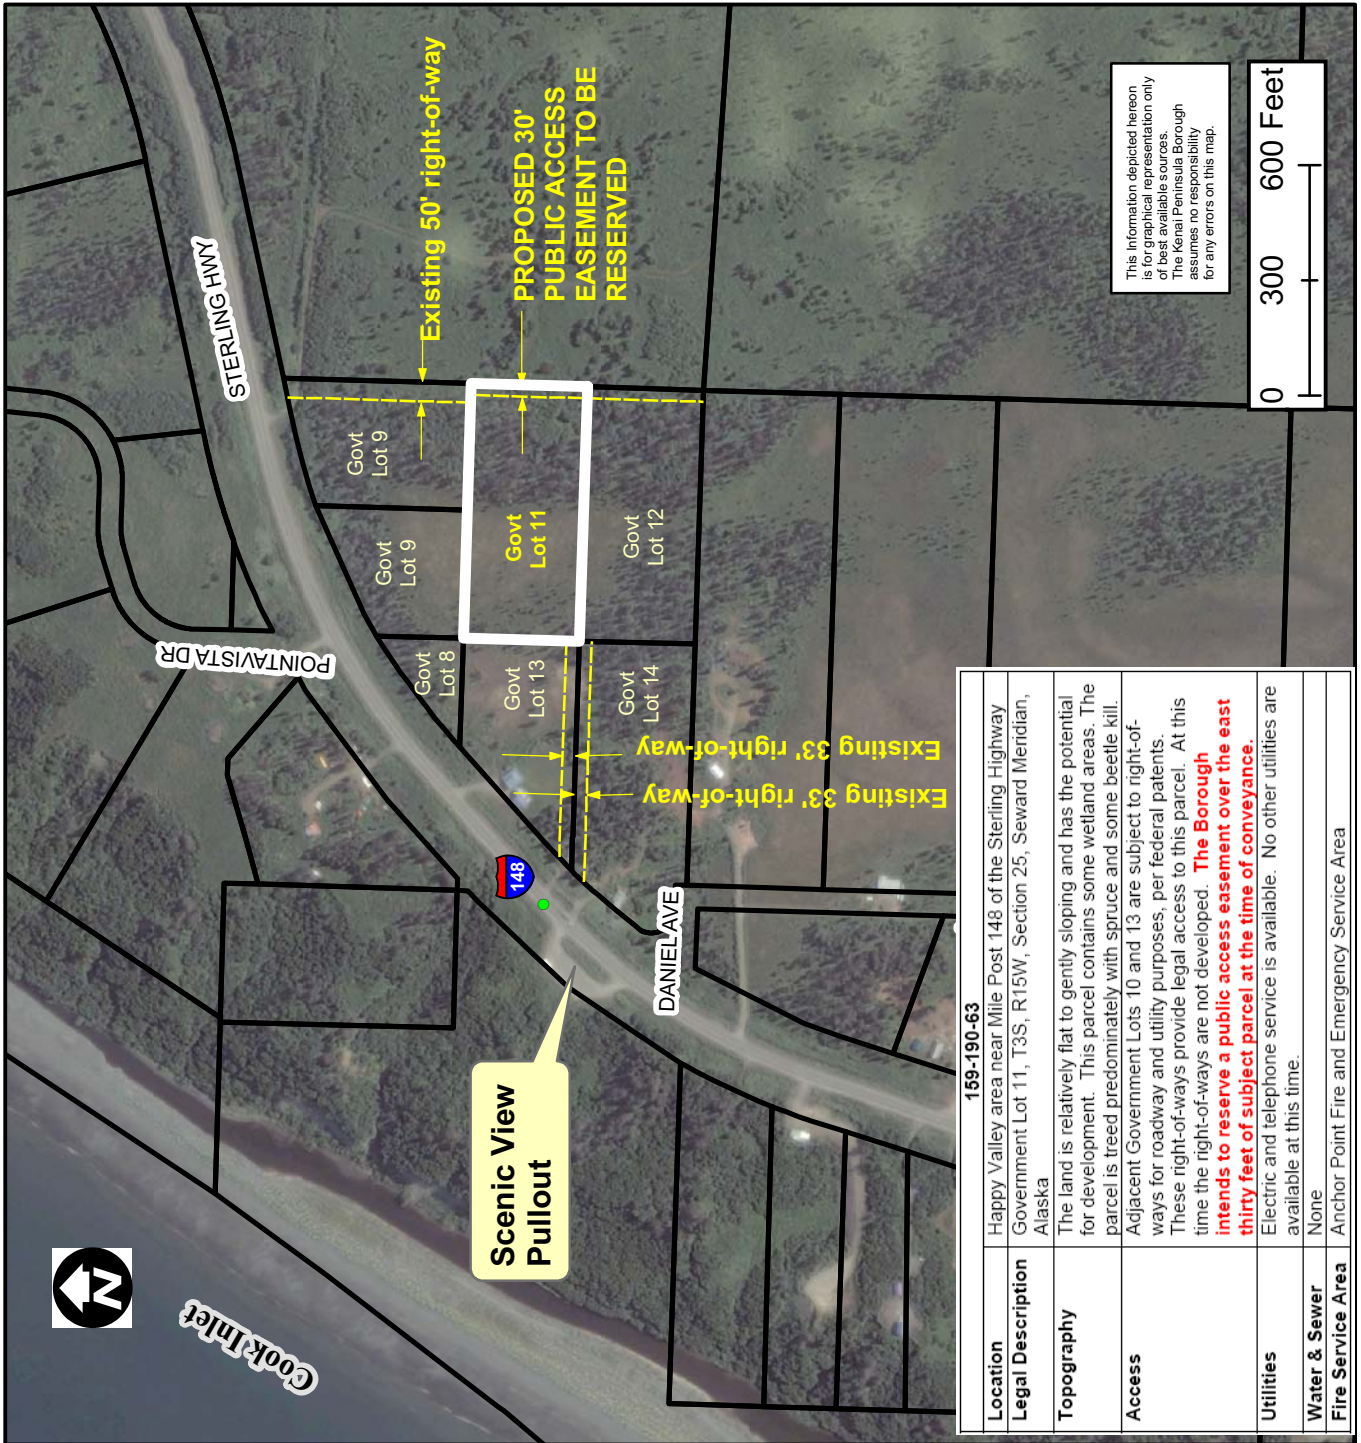 STERLING HWY
POINTAVISTA DR
DANIEL AVE
Cook Inlet
N
148
Scenic View
Pullout
Existing 50' right-of-way
PROPOSED 30'
PUBLIC ACCESS
EASEMENT TO BE
RESERVED
Govt
Lot 9
Govt
Lot 9
Govt
Lot 8
Govt
Lot 11
Govt
Lot 13
Govt
Lot 12
Govt
Lot 14
Existing 33' right-of-way
Existing 33' right-of-way
This Information depicted hereon
is for graphical representation only
of best available sources.
The Kenai Peninsula Borough
assumes no responsibility
for any errors on this map.
0 300 600 Feet
159-190-63
Location Happy Valley area near Mile Post 148 of the Sterling Highway
Legal Description Government Lot 11, T3S, R15W, Section 25, Seward Meridian,
Alaska
Topography The land is relatively flat to gently sloping and has the potential
for development. This parcel contains some wetland areas. The
parcel is treed predominately with spruce and some beetle kill.
Access Adjacent Government Lots 10 and 13 are subject to right-of-
ways for roadway and utility purposes, per federal patents.
These right-of-ways provide legal access to this parcel. At this
time the right-of-ways are not developed. The Borough
intends to reserve a public access easement over the east
thirty feet of subject parcel at the time of conveyance.
Utilities Electric and telephone service is available. No other utilities are
available at this time.
Water & Sewer None
Fire Service Area Anchor Point Fire and Emergency Service Area